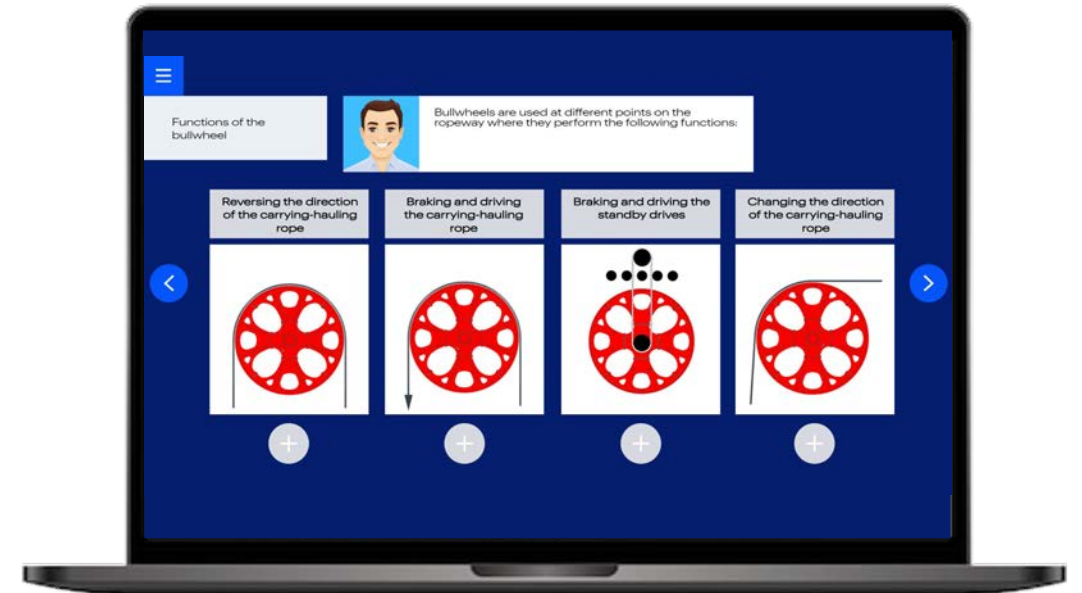 Functions of the
bullwheel
Bullwheels are used at different points on the
ropeway where they perform the following functions:
Reversing the direction
of the carrying-hauling
rope
Braking and driving
the carrying-hauling
rope
Braking and driving the
standby drives
Changing the direction
of the carrying-hauling
rope